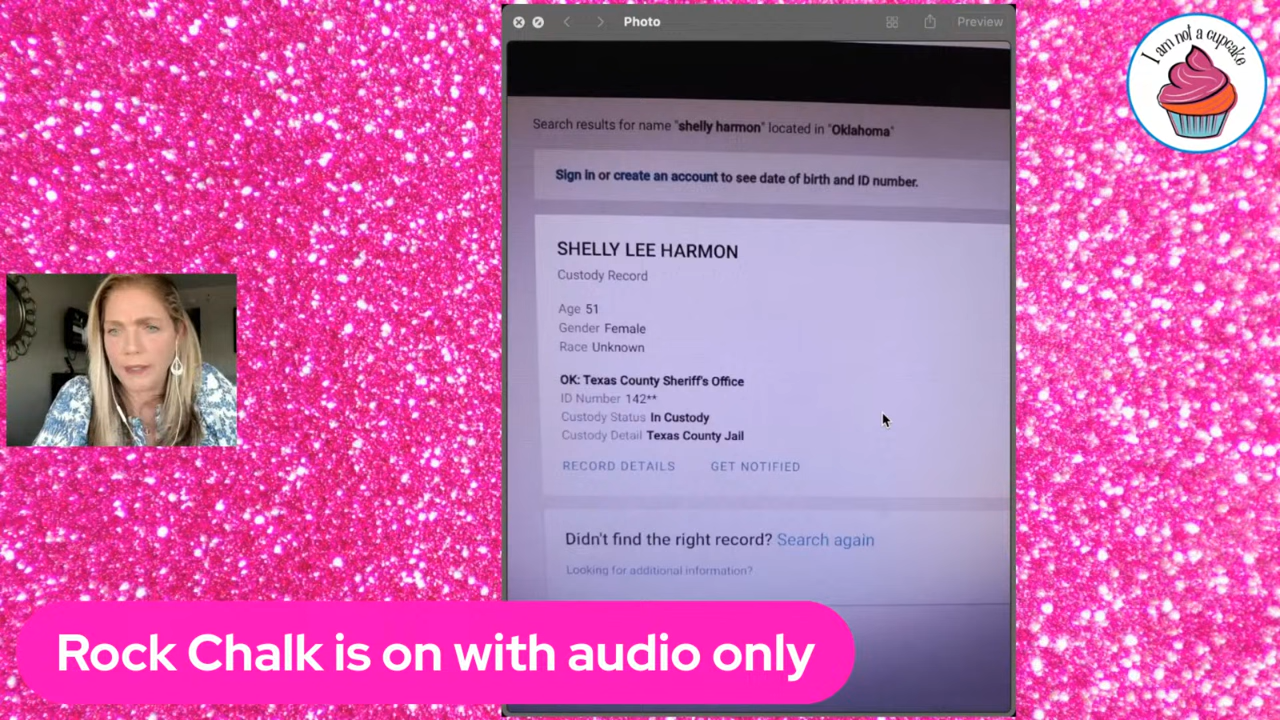 Photo
Preview
I am not a cupcake
Search results for name "shelly harmon" located in "Oklahoma"
Sign in or create an account to see date of birth and ID number.
SHELLY LEE HARMON
Custody Record
Age 51
Gender Female
Race Unknown
OK: Texas County Sheriff's Office
ID Number 142**
Custody Status In Custody
Custody Detail Texas County Jail
RECORD DETAILS GET NOTIFIED
Didn't find the right record? Search again
Looking for additional information?
Rock Chalk is on with audio only